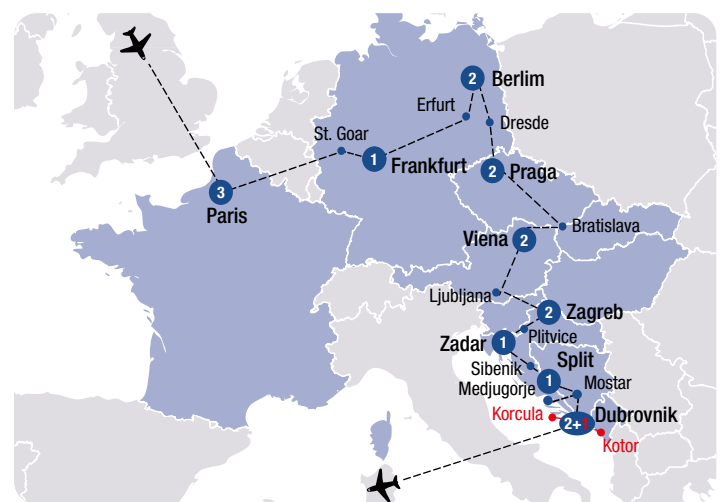 2
Berlim
Erfurt
Dresde
St. Goar
1
Frankfurt
2
Praga
3
Paris
Bratislava
Viena
2
Ljubljana
2
Zagreb
Plitvice
Zadar
1
Split
Sibenik
1
Mostar
Medjugorje
Korcula
2+1
Dubrovnik
Kotor